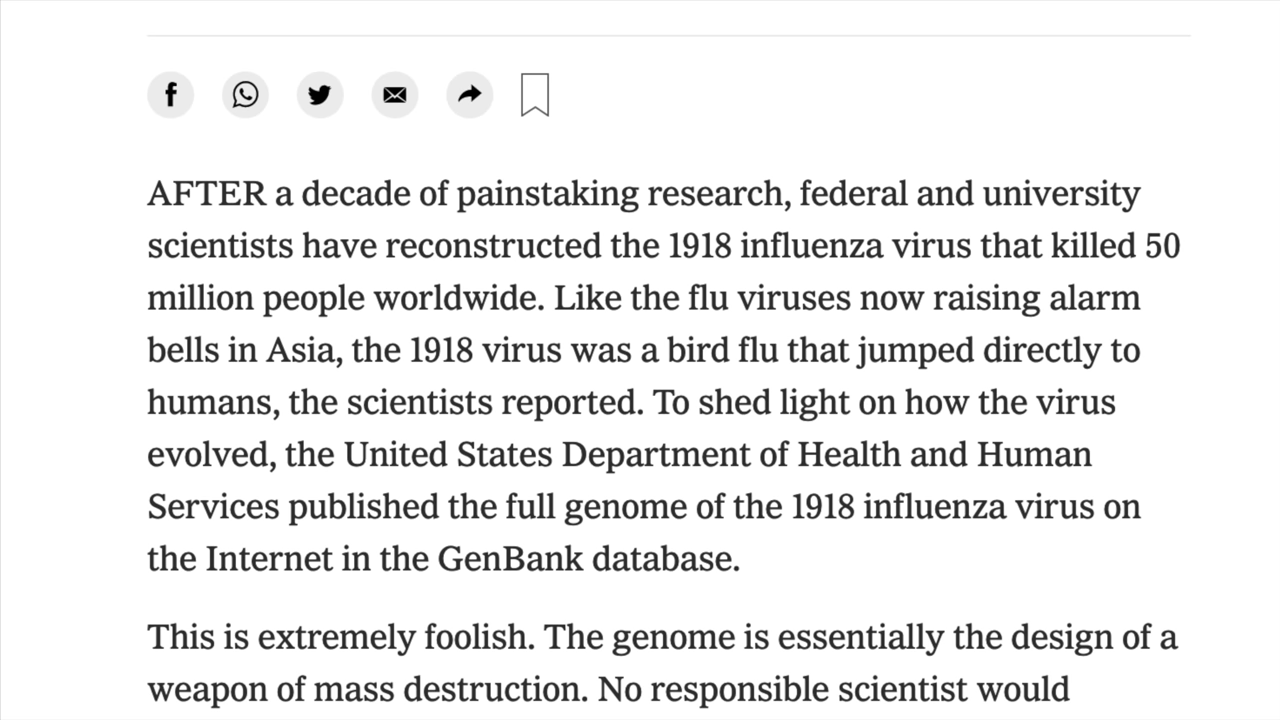 AFTER a decade of painstaking research, federal and university
scientists have reconstructed the 1918 influenza virus that killed 50
million people worldwide. Like the flu viruses now raising alarm
bells in Asia, the 1918 virus was a bird flu that jumped directly to
humans, the scientists reported. To shed light on how the virus
evolved, the United States Department of Health and Human
Services published the full genome of the 1918 influenza virus on
the Internet in the GenBank database.
This is extremely foolish. The genome is essentially the design of a
weapon of mass destruction. No responsible scientist would